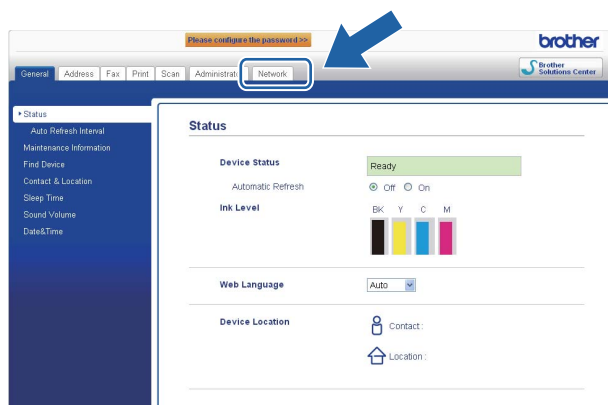 Please configure the password >>
brother
General Address Fax Print Scan Administrator Network
Brother
Solutions Center
Status
Auto Refresh Interval
Maintenance Information
Find Device
Contact & Location
Sleep Time
Sound Volume
Date&Time
Status
Device Status Ready
Automatic Refresh Off On
Ink Level BK Y C M
Web Language Auto
Device Location Contact :
Location :